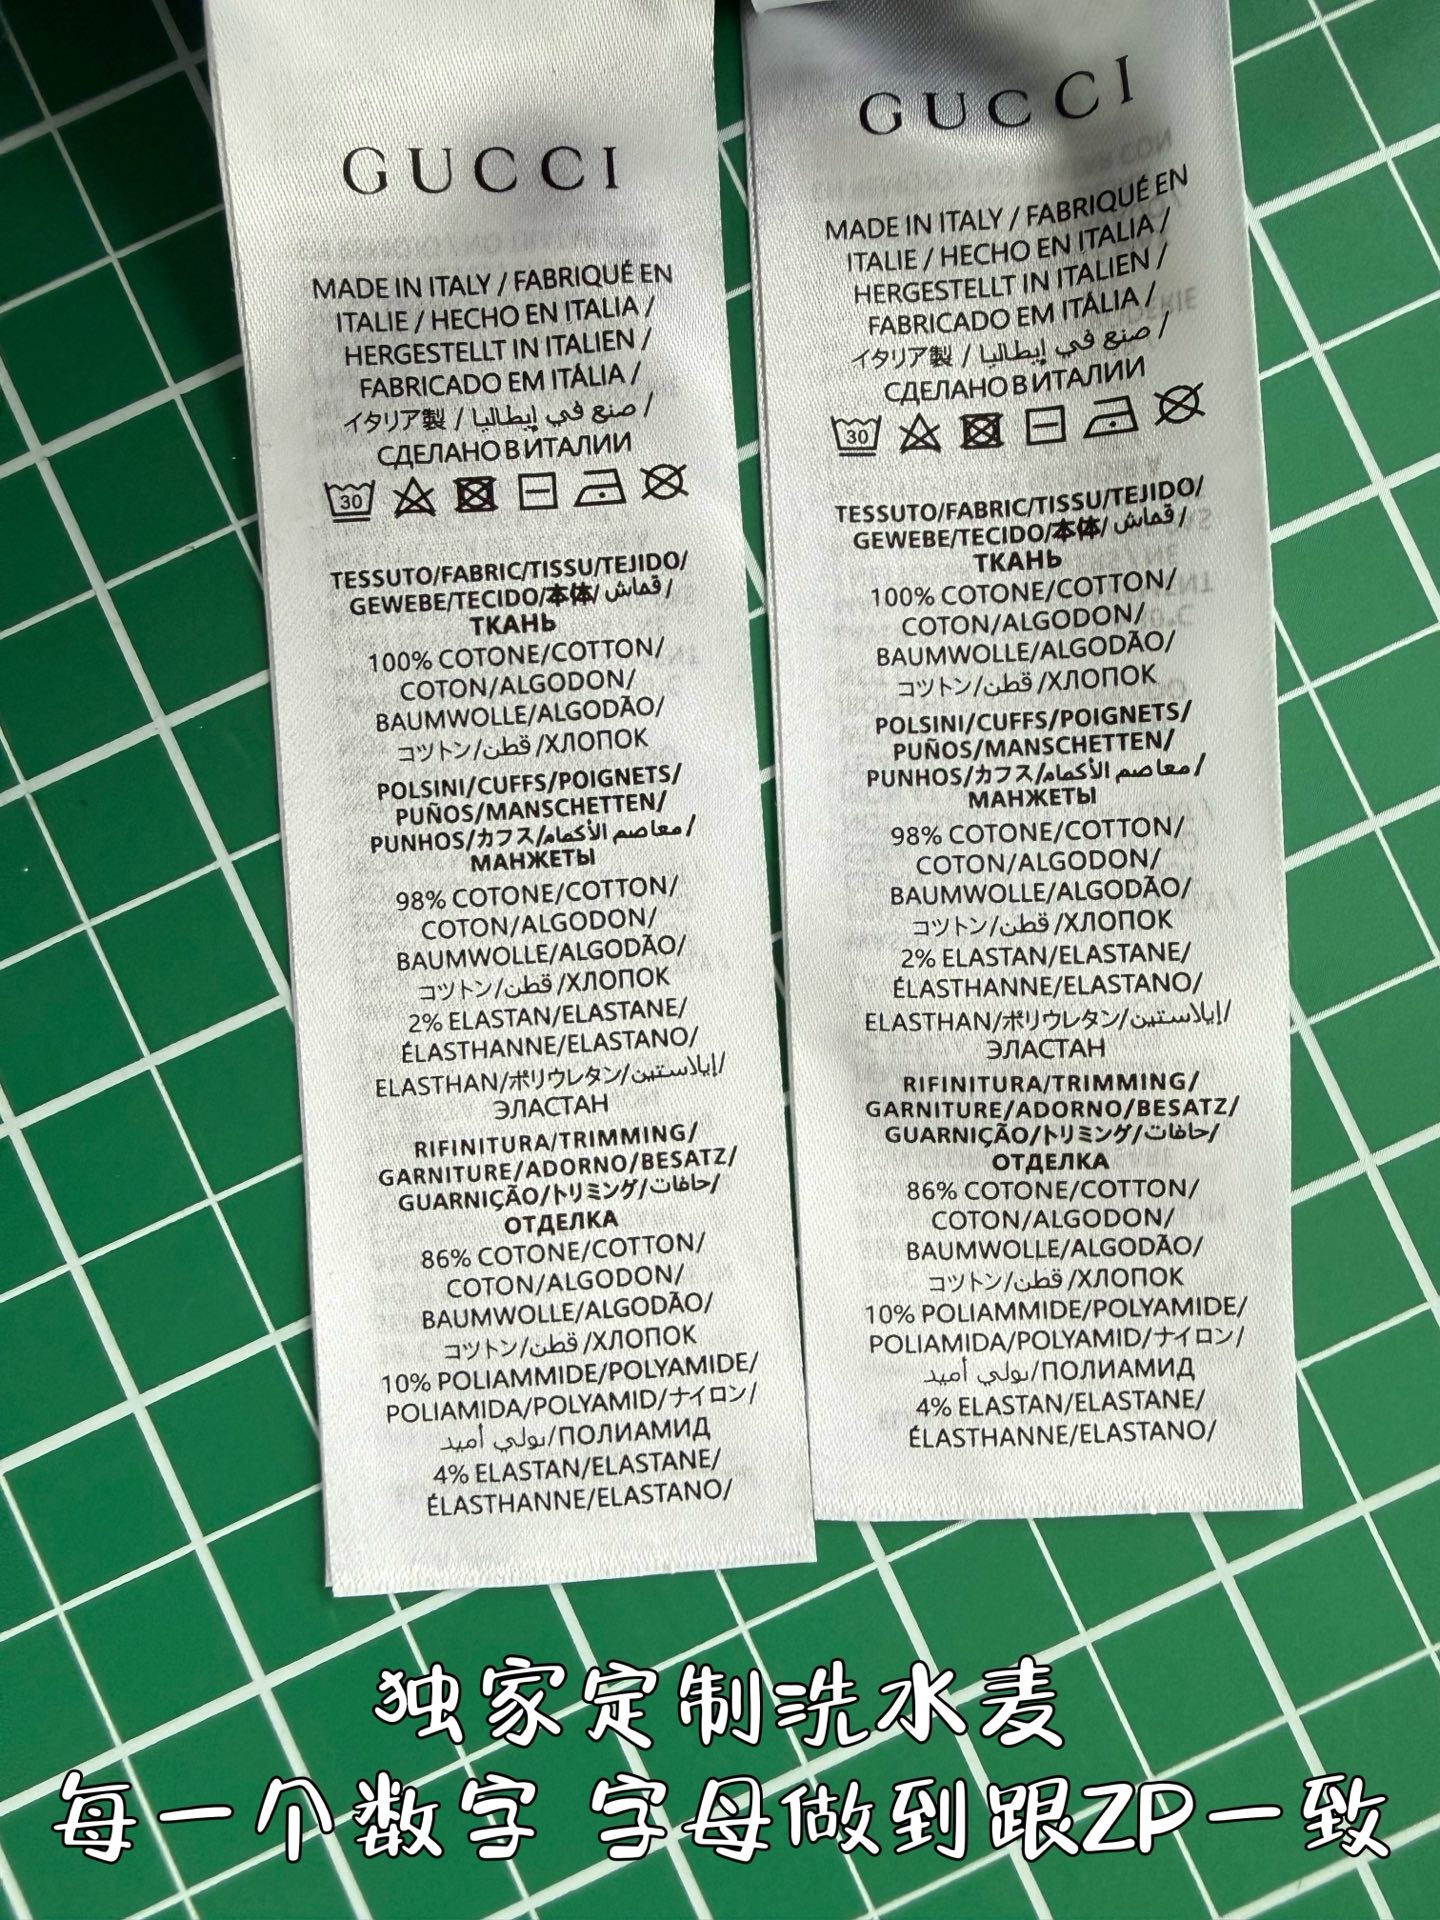 GUCCI
MADE IN ITALY / FABRIQUÉ EN
ITALIE / HECHO EN ITALIA /
HERGESTELLT IN ITALIEN /
FABRICADO EM ITÁLIA /
イタリア製 / صنع في إيطاليا /
СДЕЛАНО В ИТАЛИИ
30
TESSUTO/FABRIC/TISSU/TEJIDO/
GEWEBE/TECIDO/本体/ قماش /
ТКАНЬ
100% COTONE/COTTON/
COTON/ALGODON/
BAUMWOLLE/ALGODÃO/
コットン/قطن /ХЛОПОК
POLSINI/CUFFS/POIGNETS/
PUÑOS/MANSCHETTEN/
PUNHOS/カフス/معاصم الأكمام /
МАНЖЕТЫ
98% COTONE/COTTON/
COTON/ALGODON/
BAUMWOLLE/ALGODÃO/
コットン/قطن /ХЛОПОК
2% ELASTAN/ELASTANE/
ÉLASTHANNE/ELASTANO/
ELASTHAN/ポリウレタン/إيلاستين/
ЭЛАСТАН
RIFINITURA/TRIMMING/
GARNITURE/ADORNO/BESATZ/
GUARNIÇÃO/トリミング/حافات/
ОТДЕЛКА
86% COTONE/COTTON/
COTON/ALGODON/
BAUMWOLLE/ALGODÃO/
コットン/قطن /ХЛОПОК
10% POLIAMMIDE/POLYAMIDE/
POLIAMIDA/POLYAMID/ナイロン/
بولي أميد/ПОЛИАМИД
4% ELASTAN/ELASTANE/
ÉLASTHANNE/ELASTANO/
GUCCI
MADE IN ITALY / FABRIQUÉ EN
ITALIE / HECHO EN ITALIA /
HERGESTELLT IN ITALIEN /
FABRICADO EM ITÁLIA /
イタリア製 / صنع في إيطاليا /
СДЕЛАНО В ИТАЛИИ
30
TESSUTO/FABRIC/TISSU/TEJIDO/
GEWEBE/TECIDO/本体/ قماش /
ТКАНЬ
100% COTONE/COTTON/
COTON/ALGODON/
BAUMWOLLE/ALGODÃO/
コットン/قطن /ХЛОПОК
POLSINI/CUFFS/POIGNETS/
PUÑOS/MANSCHETTEN/
PUNHOS/カフス/معاصم الأكمام /
МАНЖЕТЫ
98% COTONE/COTTON/
COTON/ALGODON/
BAUMWOLLE/ALGODÃO/
コットン/قطن /ХЛОПОК
2% ELASTAN/ELASTANE/
ÉLASTHANNE/ELASTANO/
ELASTHAN/ポリウレタン/إيلاستين/
ЭЛАСТАН
RIFINITURA/TRIMMING/
GARNITURE/ADORNO/BESATZ/
GUARNIÇÃO/トリミング/حافات/
ОТДЕЛКА
86% COTONE/COTTON/
COTON/ALGODON/
BAUMWOLLE/ALGODÃO/
コットン/قطن /ХЛОПОК
10% POLIAMMIDE/POLYAMIDE/
POLIAMIDA/POLYAMID/ナイロン/
بولي أميد/ПОЛИАМИД
4% ELASTAN/ELASTANE/
ÉLASTHANNE/ELASTANO/
独家定制洗水麦
每一个数字 字母做到跟ZP一致